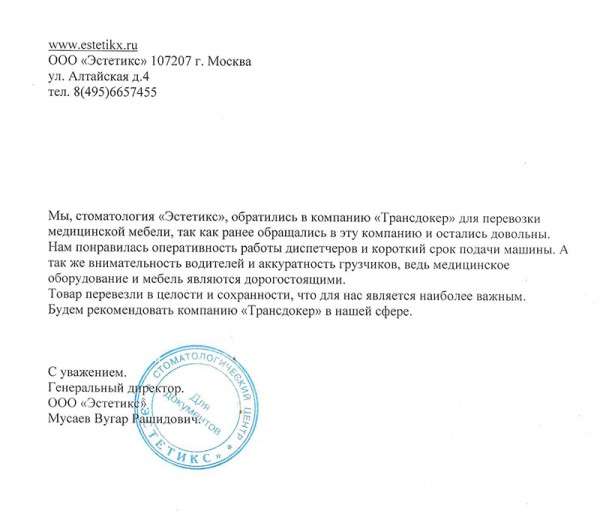 www.estetikx.ru
ООО «Эстетикс» 107207 г. Москва
ул. Алтайская д.4
тел. 8(495)6657455
Мы, стоматология «Эстетикс», обратились в компанию «Трансдокер» для перевозки
медицинской мебели, так как ранее обращались в эту компанию и остались довольны.
Нам понравилась оперативность работы диспетчеров и короткий срок подачи машины. А
так же внимательность водителей и аккуратность грузчиков, ведь медицинское
оборудование и мебель являются дорогостоящими.
Товар перевезли в целости и сохранности, что для нас является наиболее важным.
Будем рекомендовать компанию «Трансдокер» в нашей сфере.
С уважением.
Генеральный директор.
ООО «Эстетикс»
Мусаев Вугар Рашидович.
СТОМАТОЛОГИЧЕСКИЙ ЦЕНТР
«ЭСТЕТИКС»
Для
документов